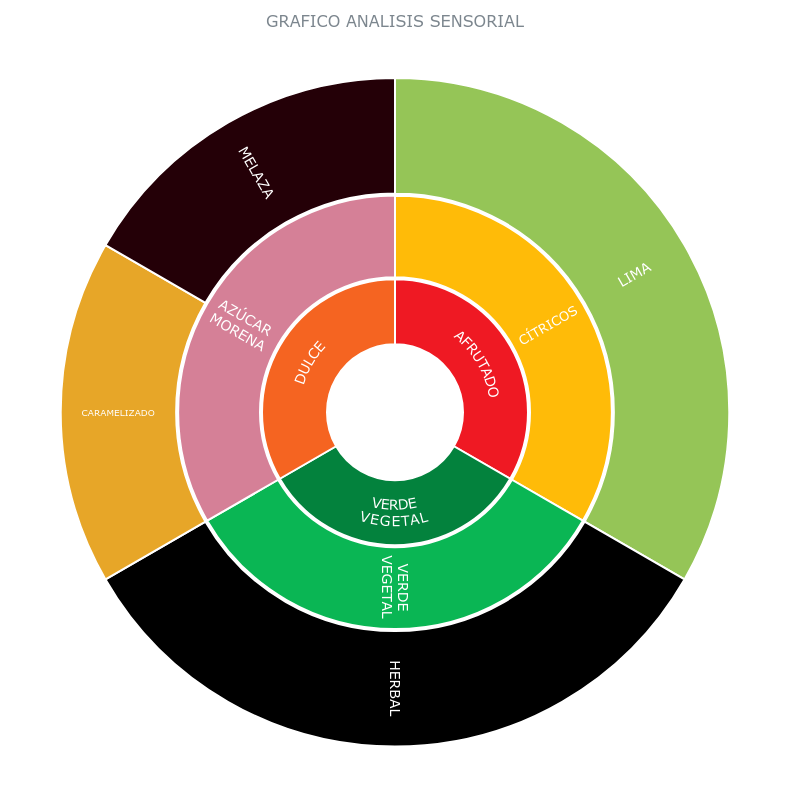 GRAFICO ANALISIS SENSORIAL
MELAZA
LIMA
AZÚCAR
MORENA
CÍTRICOS
DULCE
AFRUTADO
CARAMELIZADO
VERDE
VEGETAL
VERDE
VEGETAL
HERBAL